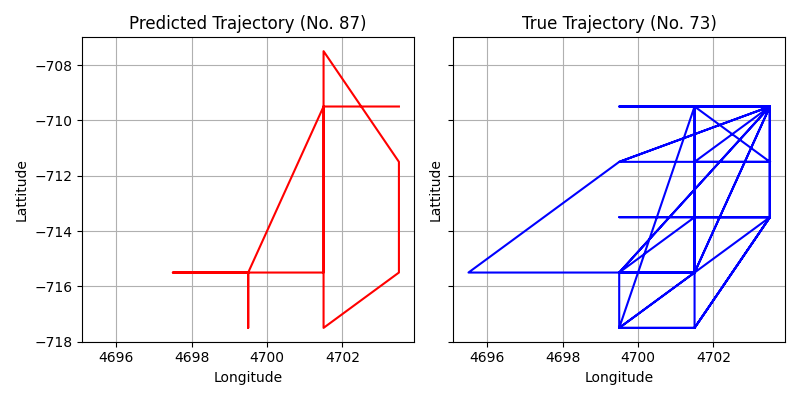 Predicted Trajectory (No. 87)
True Trajectory (No. 73)
Lattitude
−708
−710
−712
−714
−716
−718
4696
4698
4700
4702
Longitude
Lattitude
4696
4698
4700
4702
Longitude